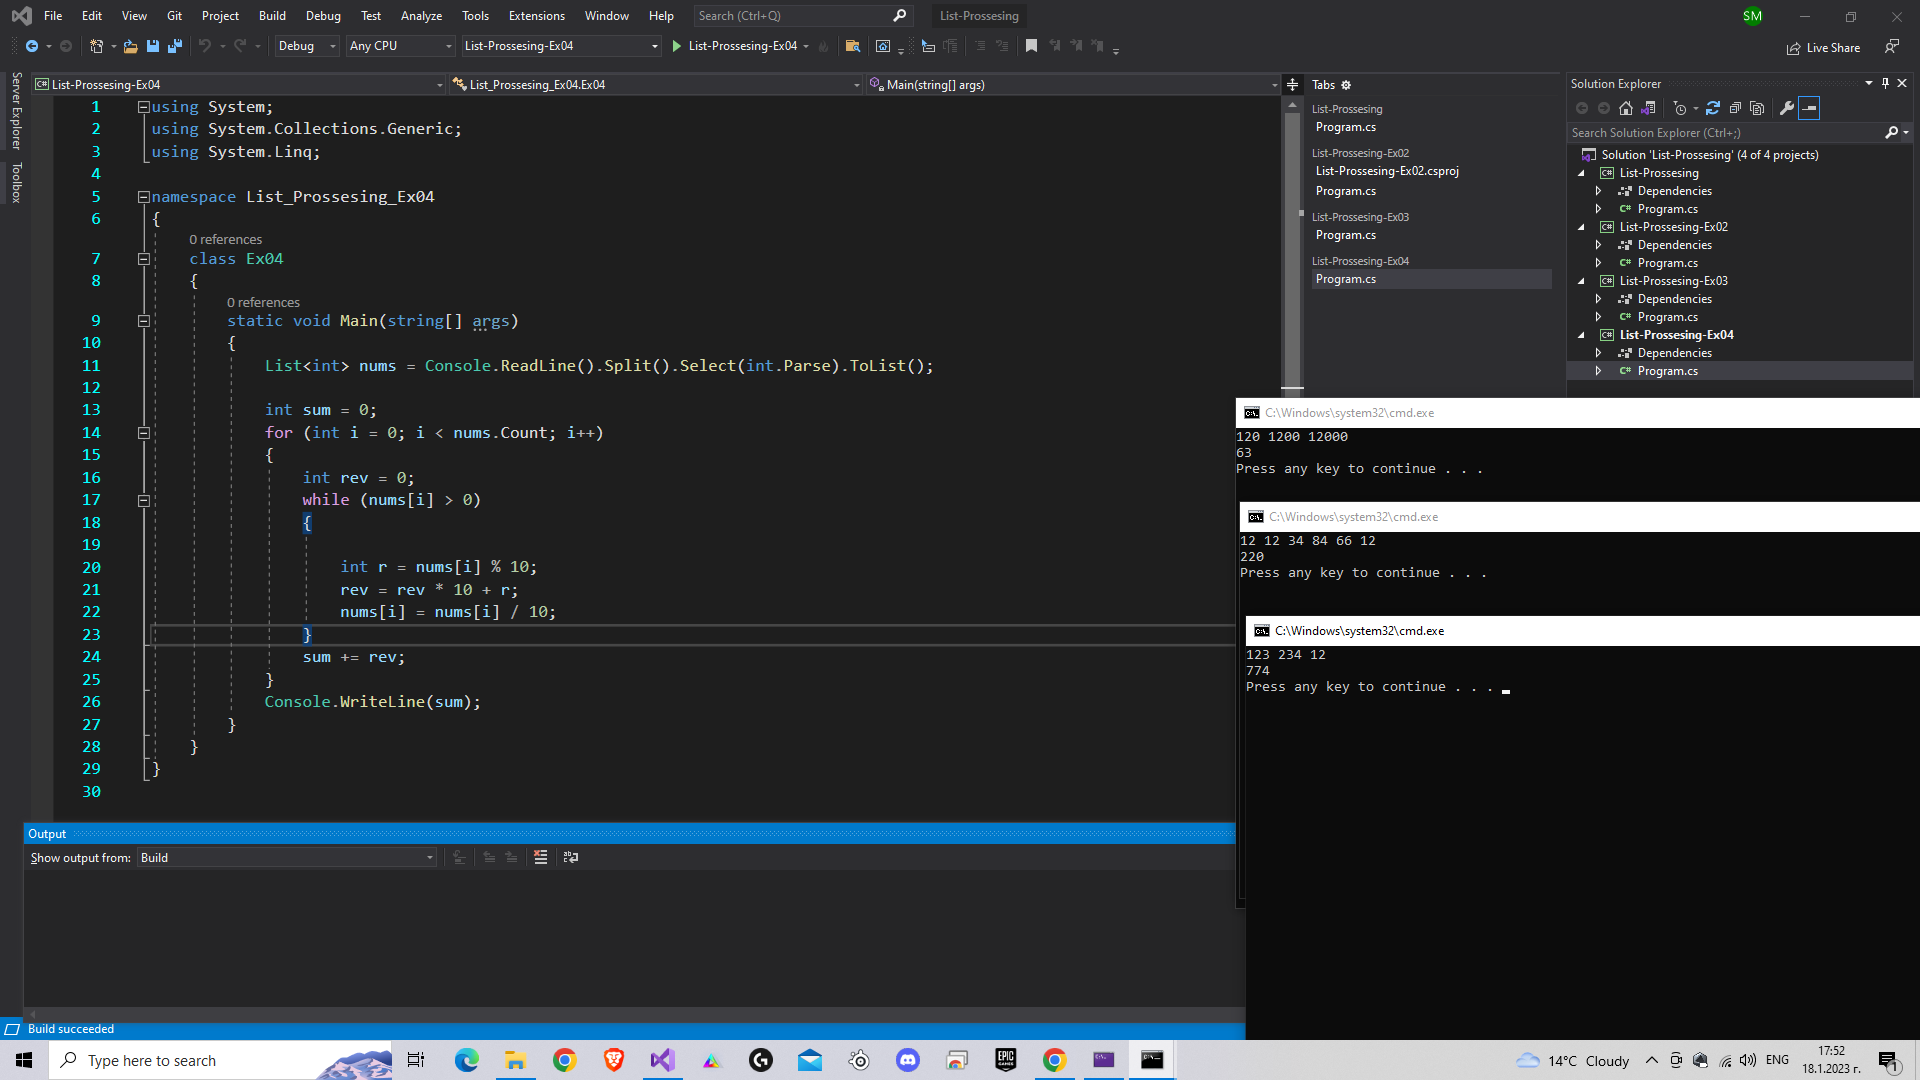 File Edit View Git Project Build Debug Test Analyze Tools Extensions Window Help Search (Ctrl+Q) List-Prossesing SM
Debug Any CPU List-Prossesing-Ex04 List-Prossesing-Ex04 Live Share
Server Explorer
Toolbox
List-Prossesing-Ex04 List_Prossesing_Ex04.Ex04 Main(string[] args)
1 using System;
2 using System.Collections.Generic;
3 using System.Linq;
4
5 namespace List_Prossesing_Ex04
6 {
0 references
7 class Ex04
8 {
0 references
9 static void Main(string[] args)
10 {
11 List<int> nums = Console.ReadLine().Split().Select(int.Parse).ToList();
12
13 int sum = 0;
14 for (int i = 0; i < nums.Count; i++)
15 {
16 int rev = 0;
17 while (nums[i] > 0)
18 {
19
20 int r = nums[i] % 10;
21 rev = rev * 10 + r;
22 nums[i] = nums[i] / 10;
23 }
24 sum += rev;
25 }
26 Console.WriteLine(sum);
27 }
28 }
29 }
30
Tabs
List-Prossesing
Program.cs
List-Prossesing-Ex02
List-Prossesing-Ex02.csproj
Program.cs
List-Prossesing-Ex03
Program.cs
List-Prossesing-Ex04
Program.cs
Solution Explorer
Search Solution Explorer (Ctrl+;)
Solution 'List-Prossesing' (4 of 4 projects)
C# List-Prossesing
Dependencies
C# Program.cs
C# List-Prossesing-Ex02
Dependencies
C# Program.cs
C# List-Prossesing-Ex03
Dependencies
C# Program.cs
C# List-Prossesing-Ex04
Dependencies
C# Program.cs
C:\Windows\system32\cmd.exe
120 1200 12000
63
Press any key to continue . . .
C:\Windows\system32\cmd.exe
12 12 34 84 66 12
220
Press any key to continue . . .
C:\Windows\system32\cmd.exe
123 234 12
774
Press any key to continue . . .
Output
Show output from: Build
Build succeeded
Type here to search
EPIC GAMES
14°C Cloudy ENG 17:52
18.1.2023 г.
1